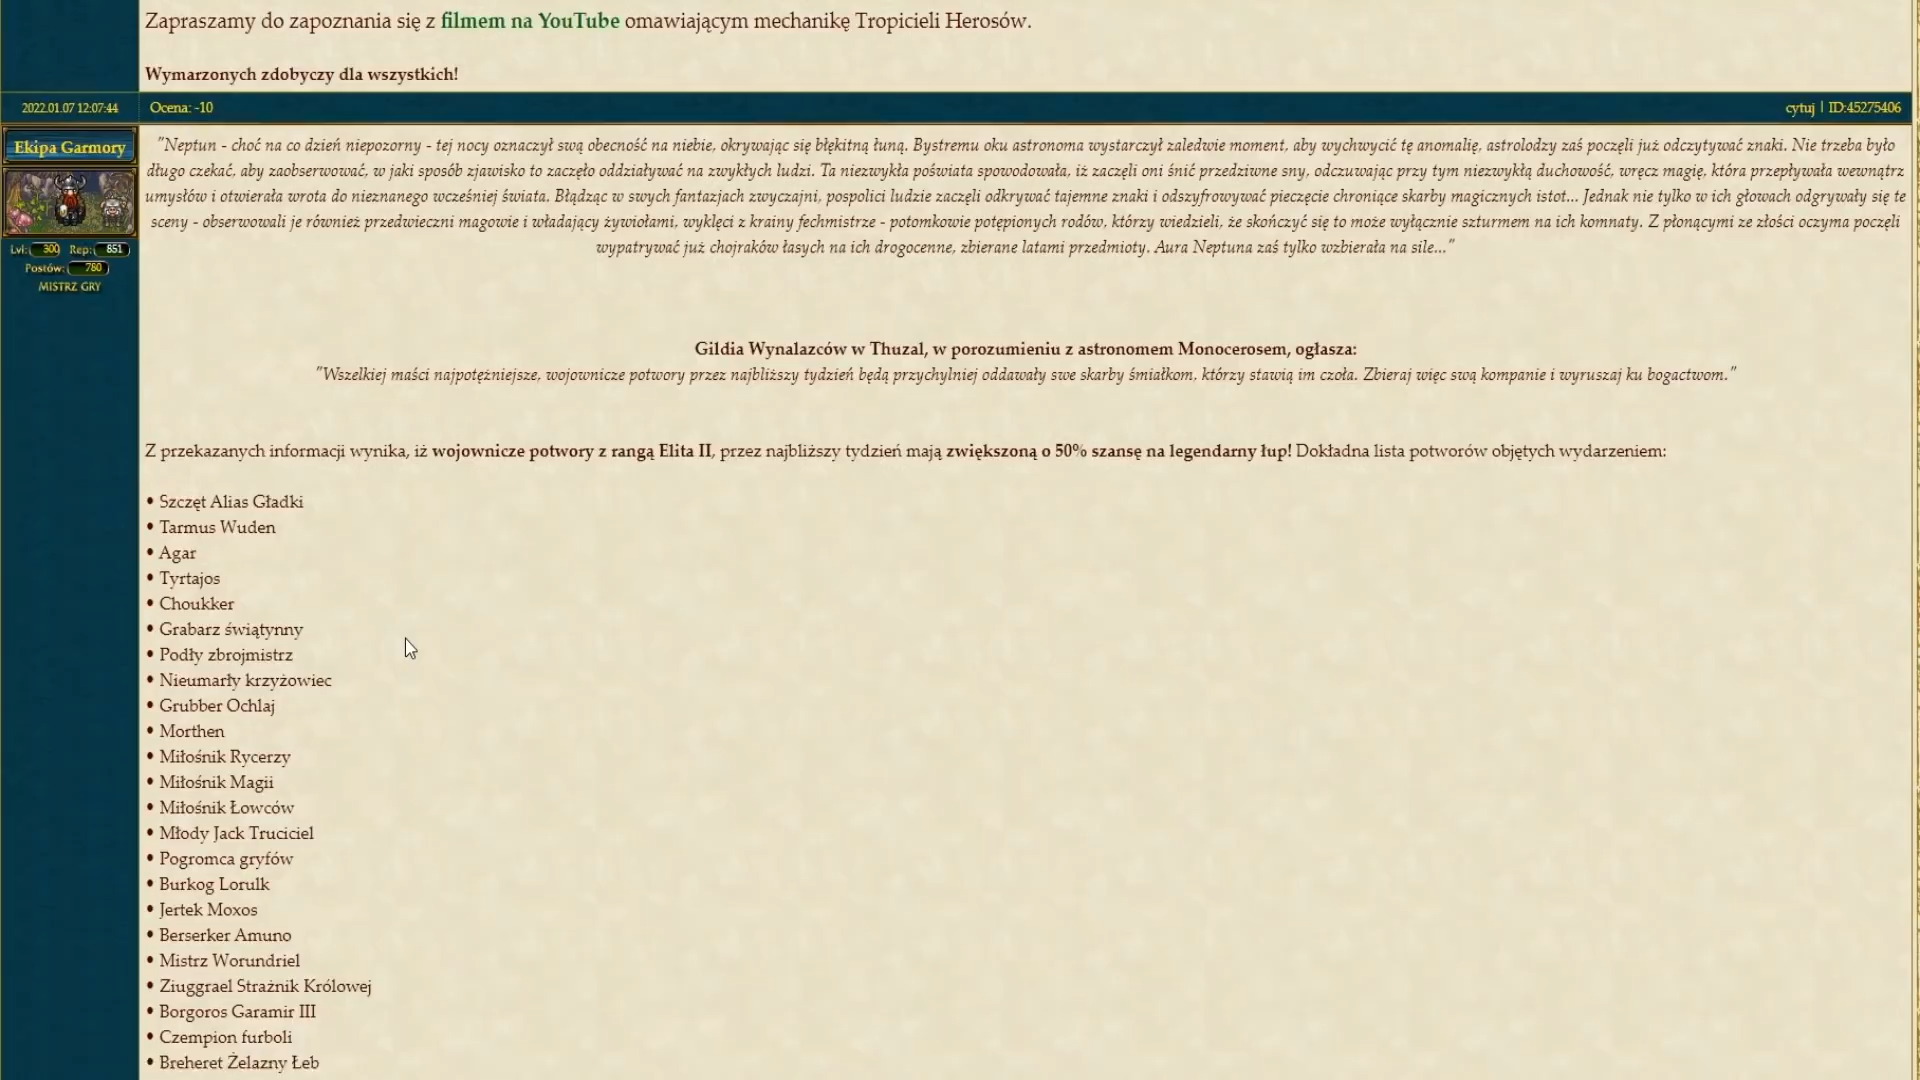 Zapraszamy do zapoznania się z filmem na YouTube omawiającym mechanikę Tropicieli Herosów.
Wymarzonych zdobyczy dla wszystkich!
2022.01.07 12:07:44 Ocena: -10 cytuj | ID:45275406
Ekipa Garmory
Lvl: 300 Rep: 851
Postów: 780
MISTRZ GRY
"Neptun - choć na co dzień niepozorny - tej nocy oznaczył swą obecność na niebie, okrywając się błękitną łuną. Bystremu oku astronoma wystarczył zaledwie moment, aby wychwycić tę anomalię, astrolodzy zaś poczęli już odczytywać znaki. Nie trzeba było
długo czekać, aby zaobserwować, w jaki sposób zjawisko to zaczęło oddziaływać na zwykłych ludzi. Ta niezwykła poświata spowodowała, iż zaczęli oni śnić przedziwne sny, odczuwając przy tym niezwykłą duchowość, wręcz magię, która przepływała wewnątrz
umysłów i otwierała wrota do nieznanego wcześniej świata. Błądząc w swych fantazjach zwyczajni, pospolici ludzie zaczęli odkrywać tajemne znaki i odszyfrowywać pieczęcie chroniące skarby magicznych istot... Jednak nie tylko w ich głowach odgrywały się te
sceny - obserwowali je również przedwieczni magowie i władający żywiołami, wyklęci z krainy fechmistrze - potomkowie potępionych rodów, którzy wiedzieli, że skończyć się to może wyłącznie szturmem na ich komnaty. Z płonącymi ze złości oczyma poczęli
wypatrywać już chojraków łasych na ich drogocenne, zbierane latami przedmioty. Aura Neptuna zaś tylko wzbierała na sile..."
Gildia Wynalazców w Thuzal, w porozumieniu z astronomem Monocerosem, ogłasza:
"Wszelkiej maści najpotężniejsze, wojownicze potwory przez najbliższy tydzień będą przychylniej oddawały swe skarby śmiałkom, którzy stawią im czoła. Zbieraj więc swą kompanie i wyruszaj ku bogactwom."
Z przekazanych informacji wynika, iż wojownicze potwory z rangą Elita II, przez najbliższy tydzień mają zwiększoną o 50% szansę na legendarny łup! Dokładna lista potworów objętych wydarzeniem:
• Szczęt Alias Gładki
• Tarmus Wuden
• Agar
• Tyrtajos
• Choukker
• Grabarz świątynny
• Podły zbrojmistrz
• Nieumarły krzyżowiec
• Grubber Ochlaj
• Morthen
• Miłośnik Rycerzy
• Miłośnik Magii
• Miłośnik Łowców
• Młody Jack Truciciel
• Pogromca gryfów
• Burkog Lorulk
• Jertek Moxos
• Berserker Amuno
• Mistrz Worundriel
• Ziuggrael Strażnik Królowej
• Borgoros Garamir III
• Czempion furboli
• Breheret Żelazny Łeb